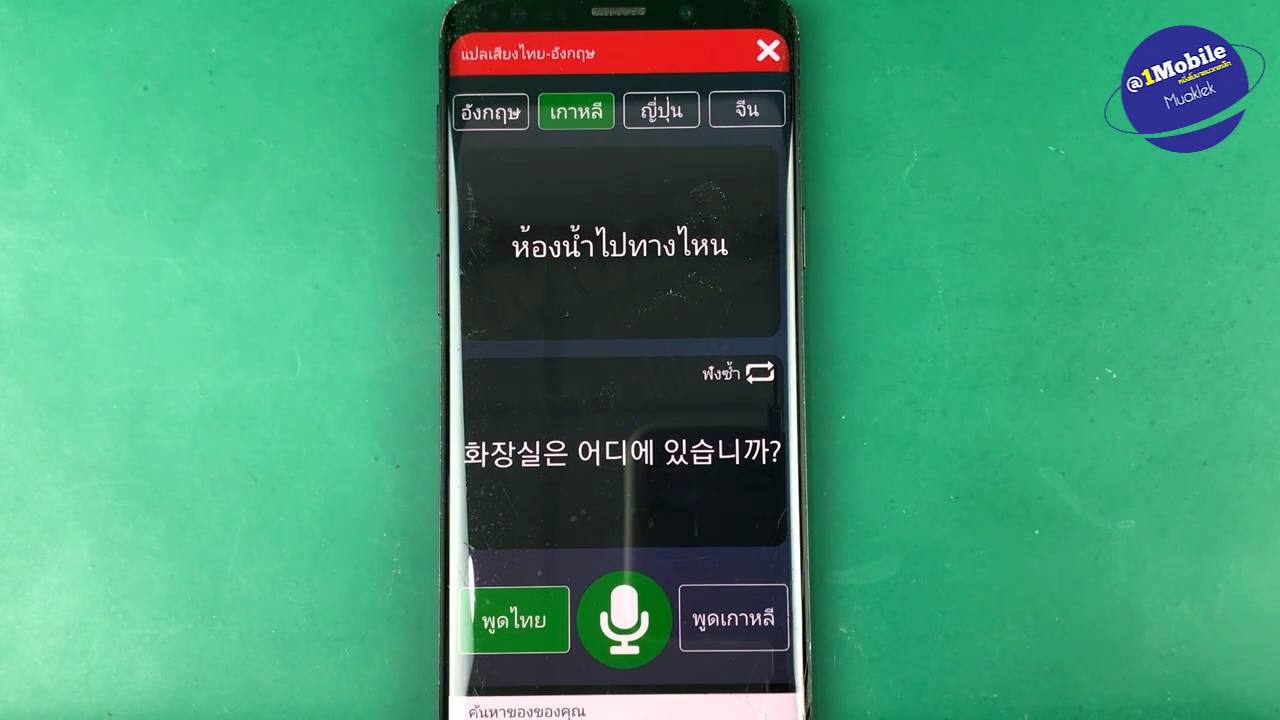 แปลเสียงไทย-อังกฤษ
อังกฤษ เกาหลี ญี่ปุ่น จีน
ห้องน้ำไปทางไหน
ฟังซ้ำ
화장실은 어디에 있습니까?
พูดไทย พูดเกาหลี
ค้นหาของของคุณ
@1Mobile
Muaklek